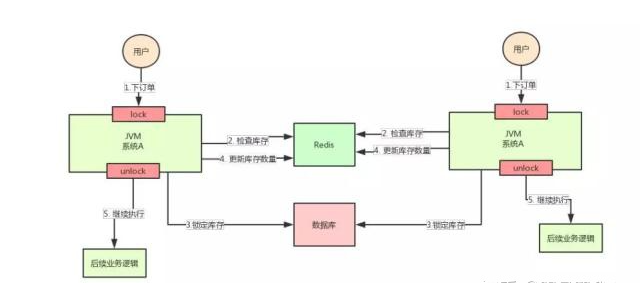 用户
用户
1.下订单
1.下订单
lock
lock
JVM
系统A
JVM
系统A
2. 检查库存
2. 检查库存
Redis
4. 更新库存数量
4. 更新库存数量
unlock
unlock
5. 继续执行
5. 继续执行
3.锁定库存
数据库
3.锁定库存
后续业务逻辑
后续业务逻辑